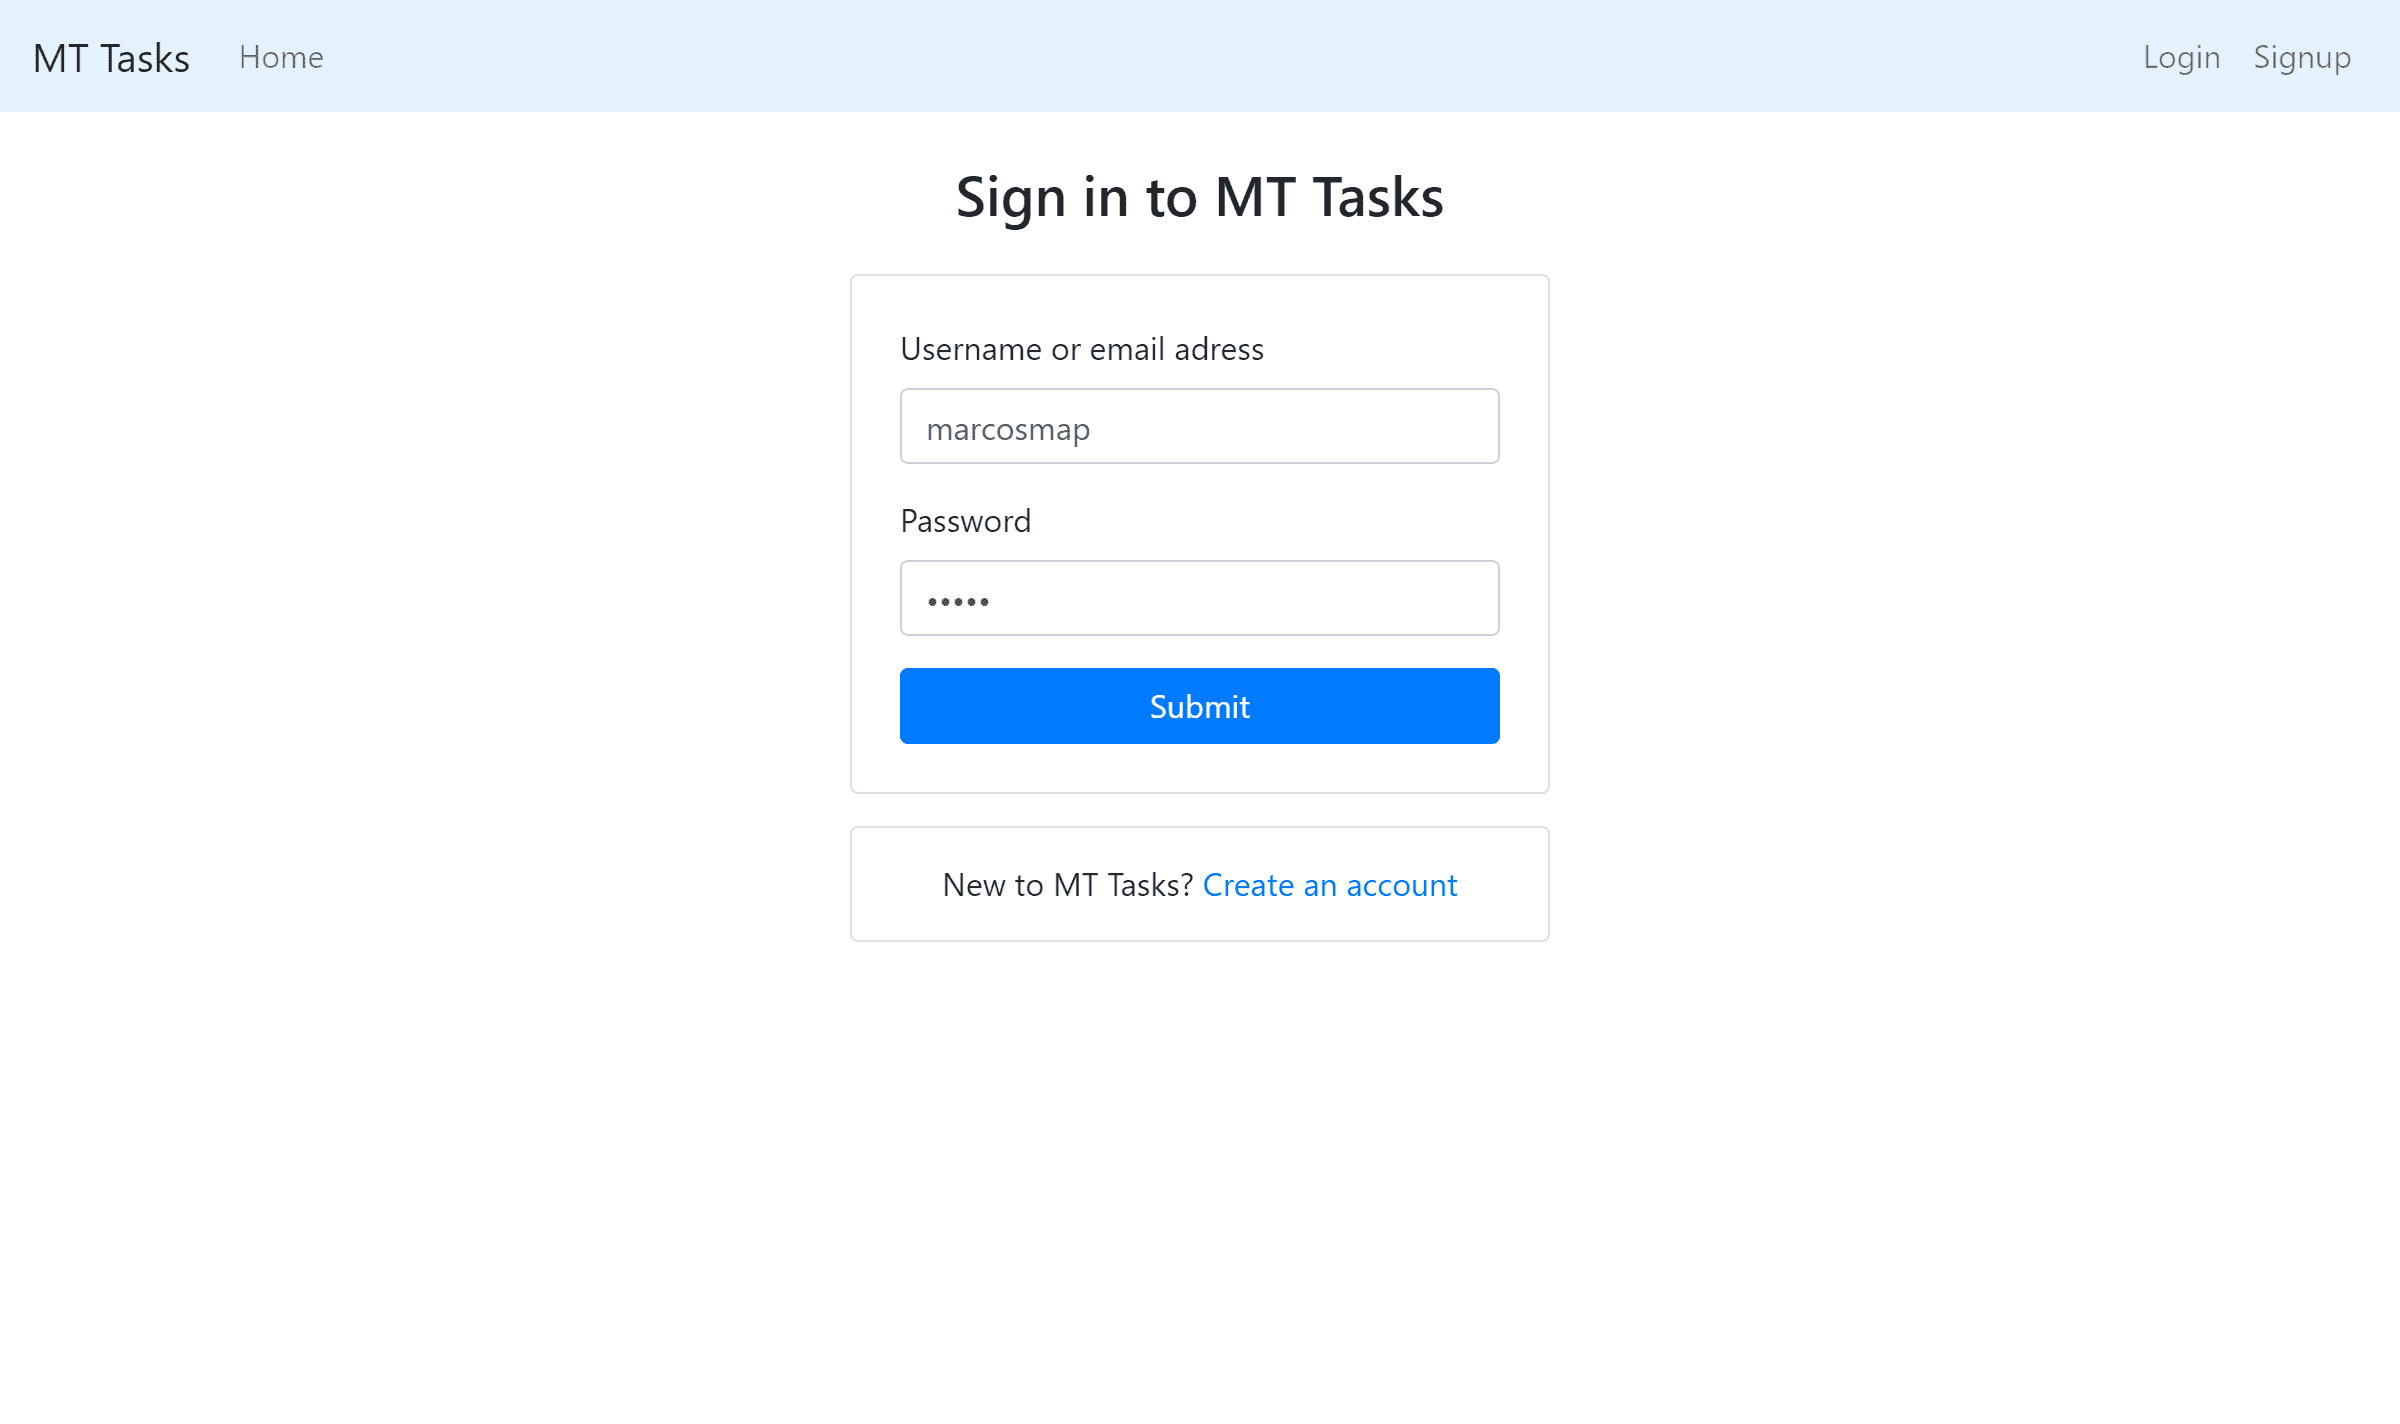 MT Tasks Home Login Signup
Sign in to MT Tasks
Username or email adress
marcosmap
Password
•••••
Submit
New to MT Tasks? Create an account